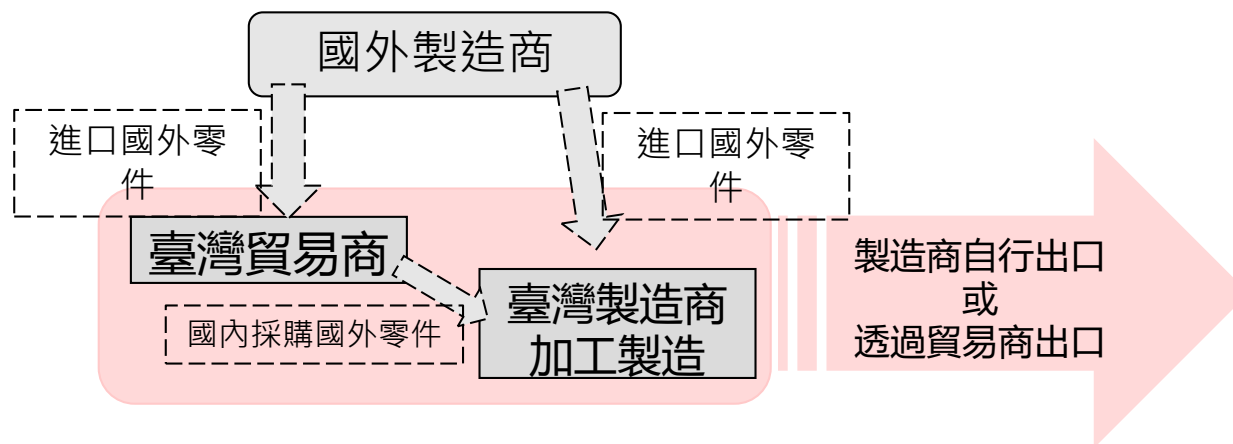 國外製造商
進口國外零
件
進口國外零
件
臺灣貿易商
國內採購國外零件
臺灣製造商
加工製造
製造商自行出口
或
透過貿易商出口